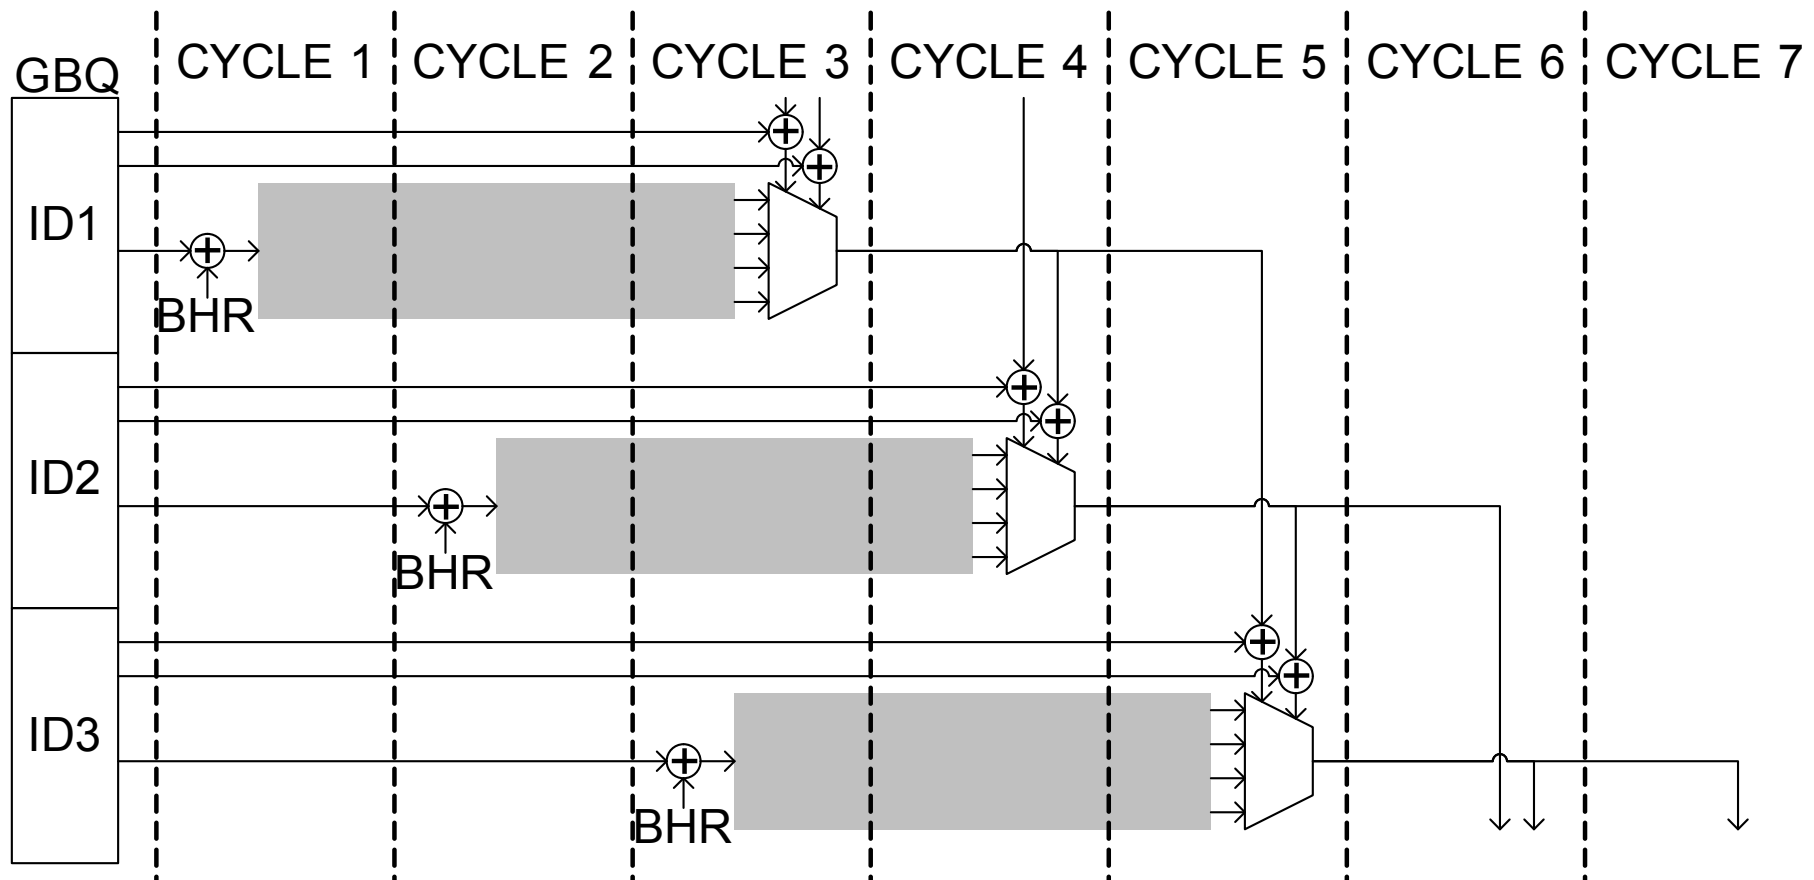 GBQ
CYCLE 1
CYCLE 2
CYCLE 3
CYCLE 4
CYCLE 5
CYCLE 6
CYCLE 7
ID1
BHR
ID2
BHR
ID3
BHR